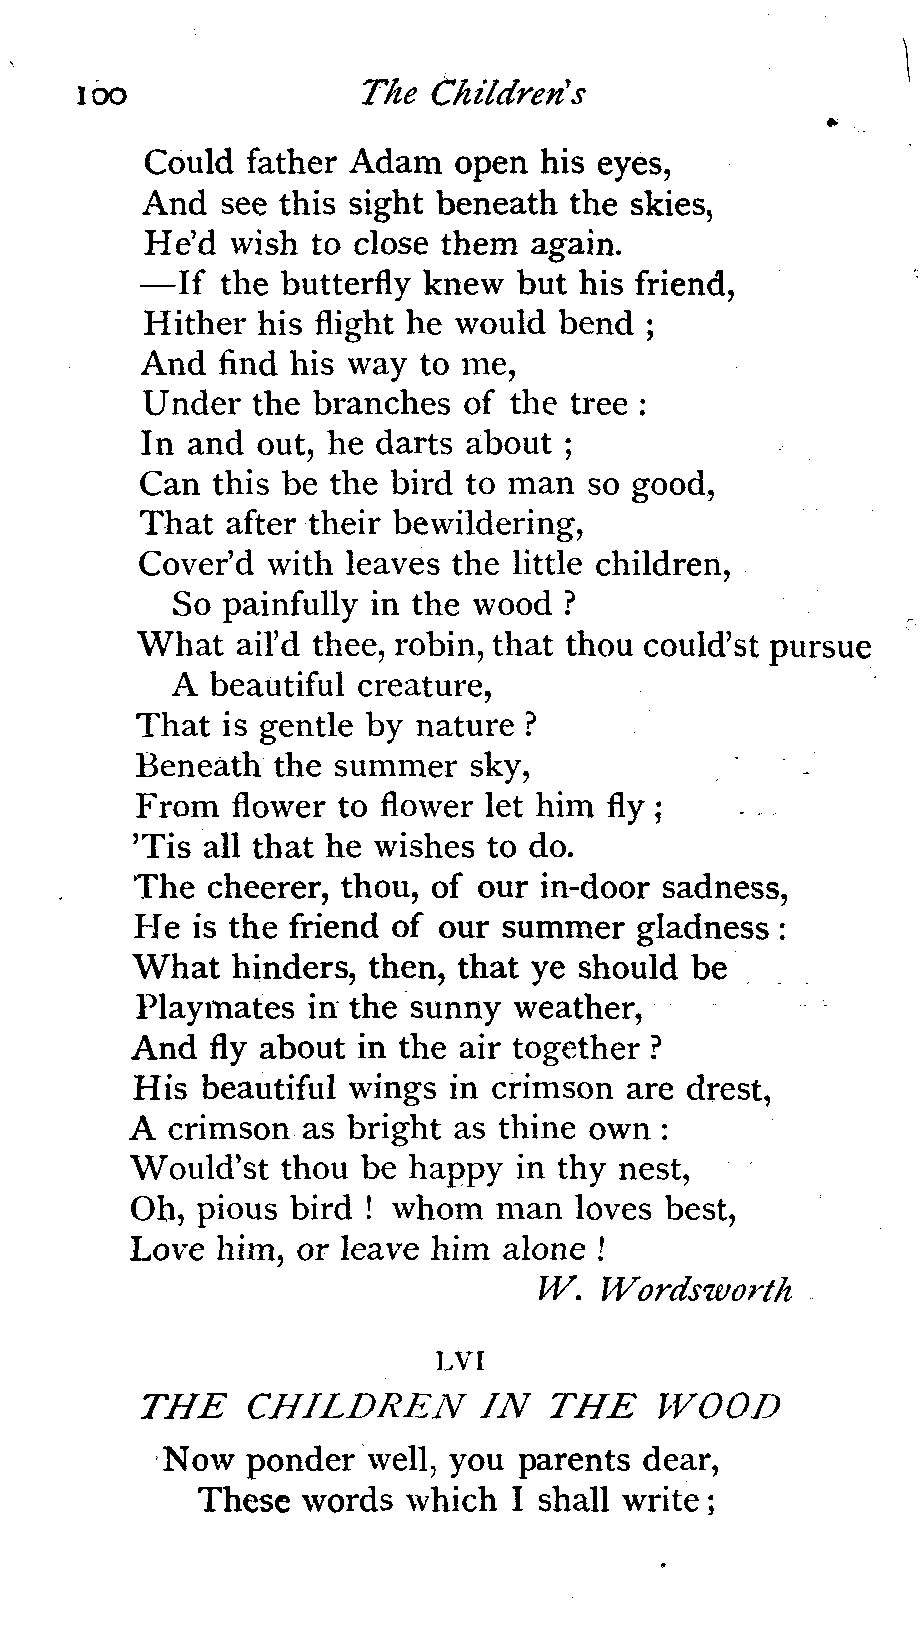 100 The Children's
Could father Adam open his eyes,
And see this sight beneath the skies,
He'd wish to close them again.
—If the butterfly knew but his friend,
Hither his flight he would bend ;
And find his way to me,
Under the branches of the tree :
In and out, he darts about ;
Can this be the bird to man so good,
That after their bewildering,
Cover'd with leaves the little children,
So painfully in the wood ?
What ail'd thee, robin, that thou could'st pursue
A beautiful creature,
That is gentle by nature ?
Beneath the summer sky,
From flower to flower let him fly ;
'Tis all that he wishes to do.
The cheerer, thou, of our in-door sadness,
He is the friend of our summer gladness :
What hinders, then, that ye should be
Playmates in the sunny weather,
And fly about in the air together ?
His beautiful wings in crimson are drest,
A crimson as bright as thine own :
Would'st thou be happy in thy nest,
Oh, pious bird ! whom man loves best,
Love him, or leave him alone !
W. Wordsworth
LVI
THE CHILDREN IN THE WOOD
Now ponder well, you parents dear,
These words which I shall write ;